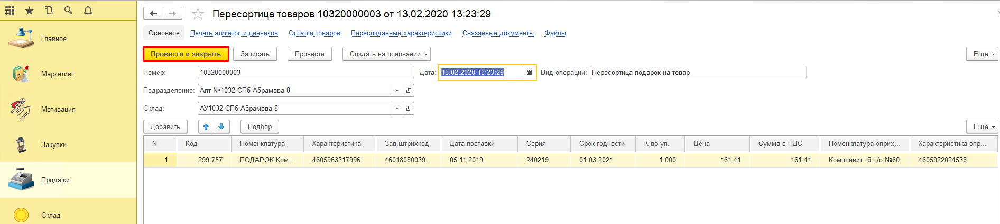 Пересортица товаров 10320000003 от 13.02.2020 13:23:29
Главное
Маркетинг
Мотивация
Закупки
Продажи
Склад
Основное Печать этикеток и ценников Остатки товаров Пересозданные характеристики Связанные документы Файлы
Провести и закрыть Записать Провести Создать на основании Еще
Номер: 10320000003 Дата: 13.02.2020 13:23:29 Вид операции: Пересортица подарок на товар
Подразделение: Апт №1032 СПб Абрамова 8
Склад: АУ1032 СПб Абрамова 8
Добавить Подбор Еще
N Код Номенклатура Характеристика Зав.штрихкод Дата поставки Серия Срок годности К-во уп. Цена Сумма с НДС Номенклатура оприх... Характеристика опр...
1 299 757 ПОДАРОК Ком... 4605963317996 46018080039... 05.11.2019 240219 01.03.2021 1,000 161,41 161,41 Компливит тб п/о №60 4605922024538